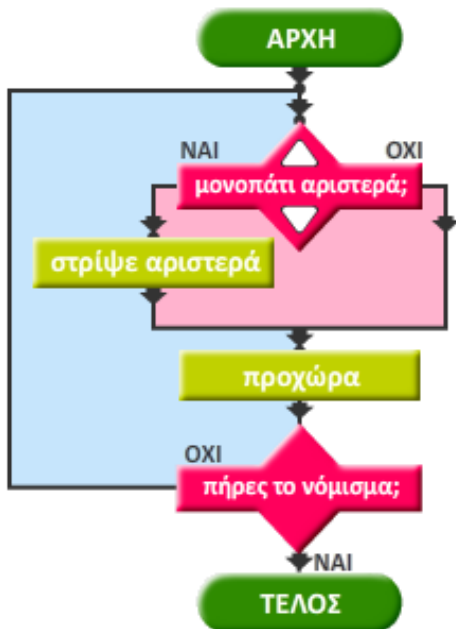 ΑΡΧΗ
ΝΑΙ
ΟΧΙ
μονοπάτι αριστερά;
στρίψε αριστερά
προχώρα
ΟΧΙ
πήρες το νόμισμα;
ΝΑΙ
ΤΕΛΟΣ